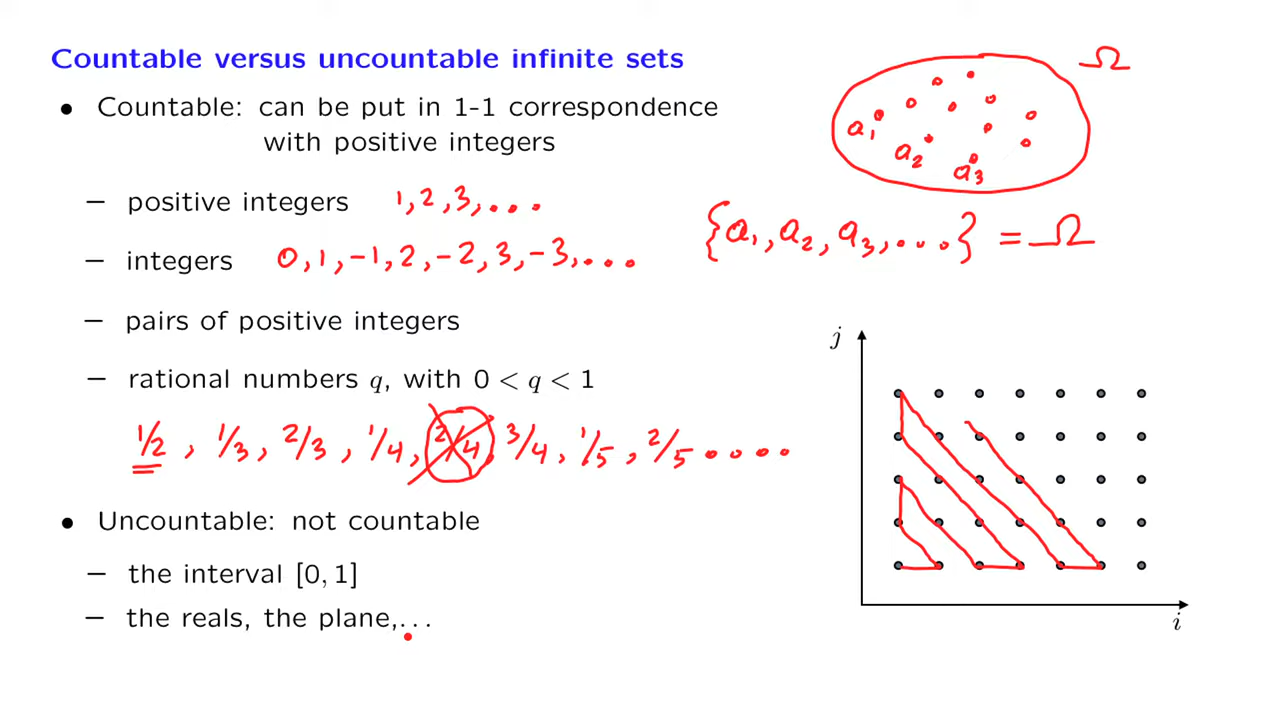 Countable versus uncountable infinite sets
• Countable: can be put in 1-1 correspondence
with positive integers
– positive integers 1, 2, 3, ...
– integers 0, 1, -1, 2, -2, 3, -3, ...
– pairs of positive integers
– rational numbers q, with 0 < q < 1
1/2, 1/3, 2/3, 1/4, 2/4, 3/4, 1/5, 2/5 ....
• Uncountable: not countable
– the interval [0, 1]
– the reals, the plane,...
Ω
a₁
a₂
a₃
{a₁, a₂, a₃, ...} = Ω
j
i